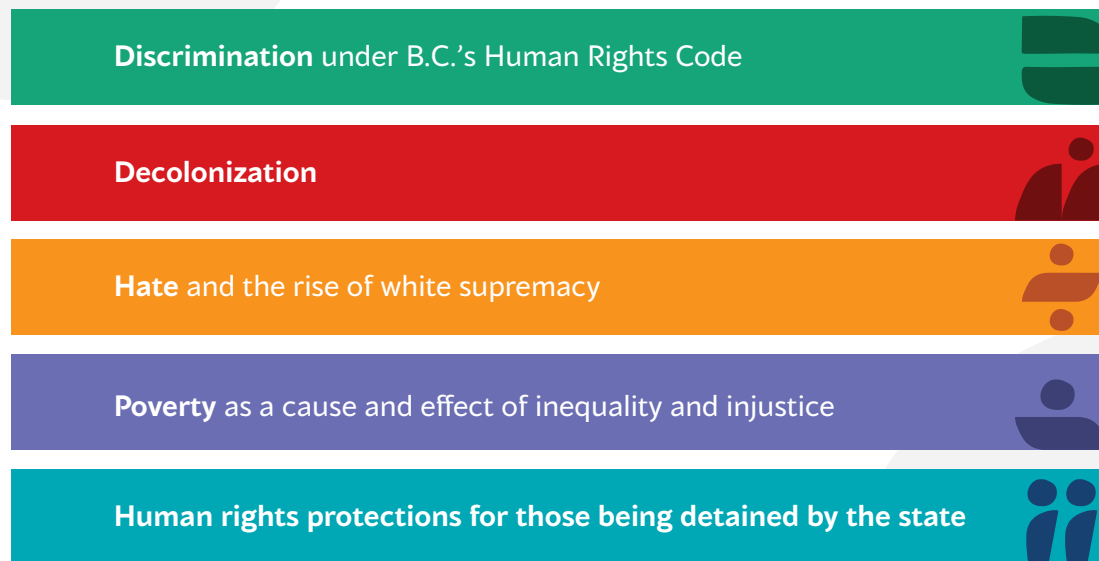 Discrimination under B.C.’s Human Rights Code
Decolonization
Hate and the rise of white supremacy
Poverty as a cause and effect of inequality and injustice
Human rights protections for those being detained by the state